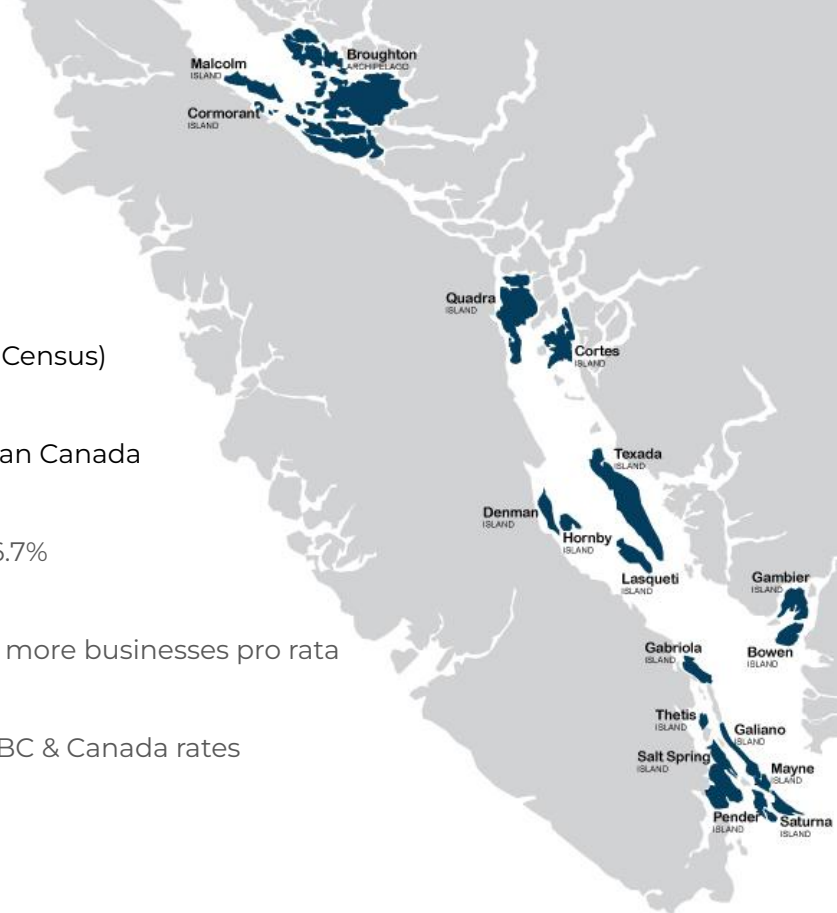 Malcolm
ISLAND
Broughton
ARCHIPELAGO
Cormorant
ISLAND
Quadra
ISLAND
Cortes
ISLAND
Census)
an Canada
Texada
ISLAND
Denman
ISLAND
Hornby
ISLAND
6.7%
Lasqueti
ISLAND
Gambier
ISLAND
more businesses pro rata
Gabriola
ISLAND
Bowen
ISLAND
Thetis
ISLAND
Galiano
ISLAND
BC & Canada rates
Salt Spring
ISLAND
Mayne
ISLAND
Pender
ISLAND
Saturna
ISLAND